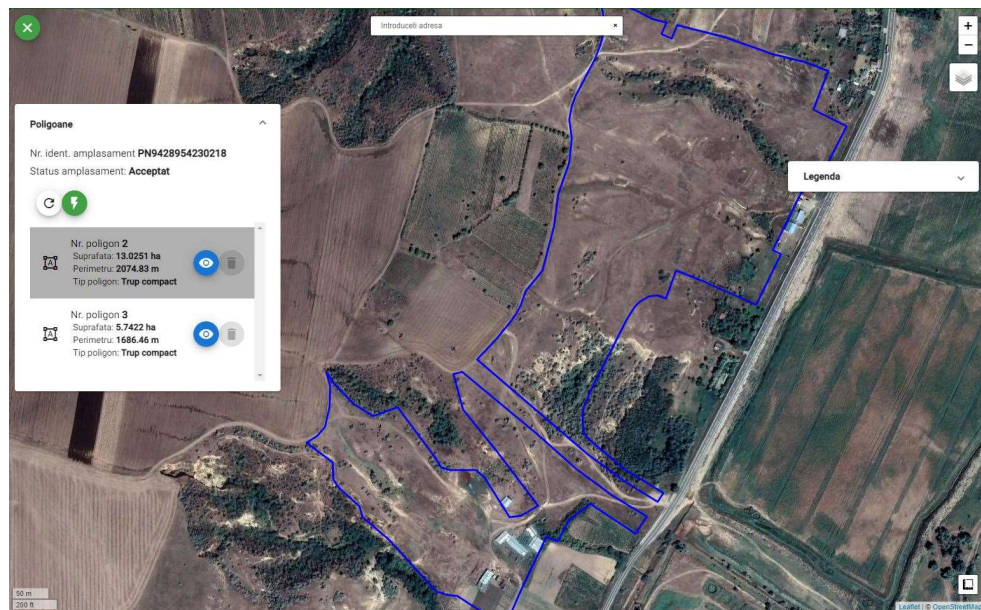 Introduceti adresa
×
+
−
Poligoane
Nr. ident. amplasament PN9428954230218
Status amplasament: Acceptat
Nr. poligon 2
Suprafata: 13.0251 ha
Perimetru: 2074.83 m
Tip poligon: Trup compact
Nr. poligon 3
Suprafata: 5.7422 ha
Perimetru: 1686.46 m
Tip poligon: Trup compact
Legenda
50 m
200 ft
Leaflet | © OpenStreetMap